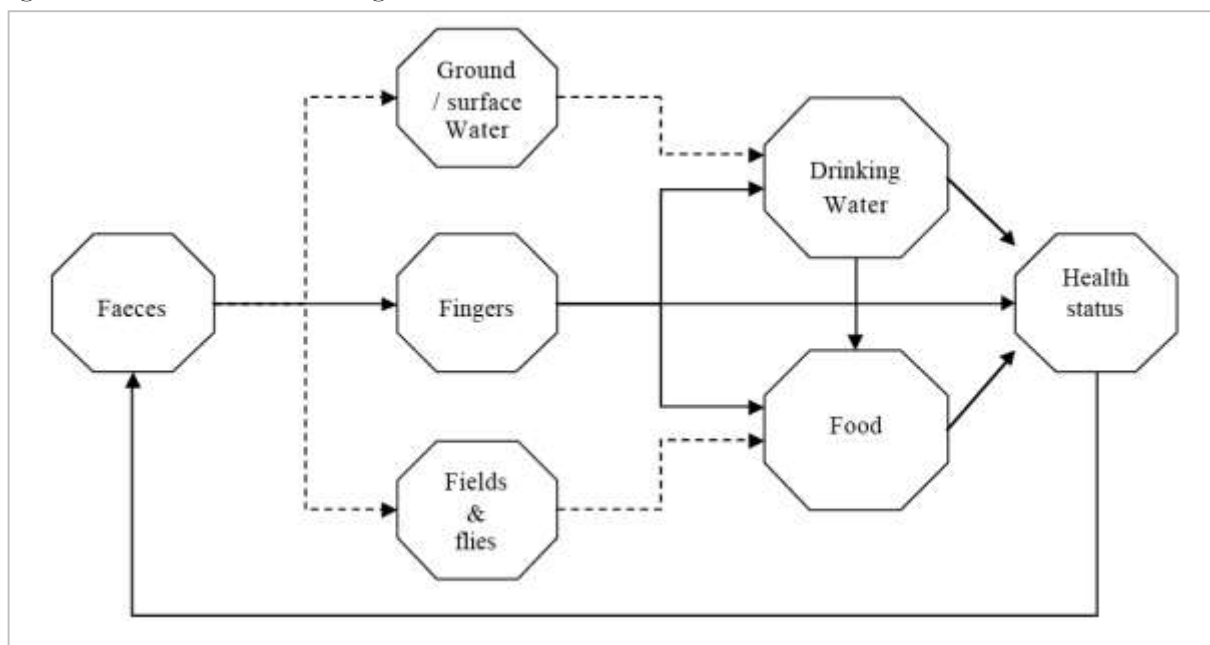 Ground
/ surface
Water
Drinking
Water
Faeces
Fingers
Health
status
Food
Fields
&
flies